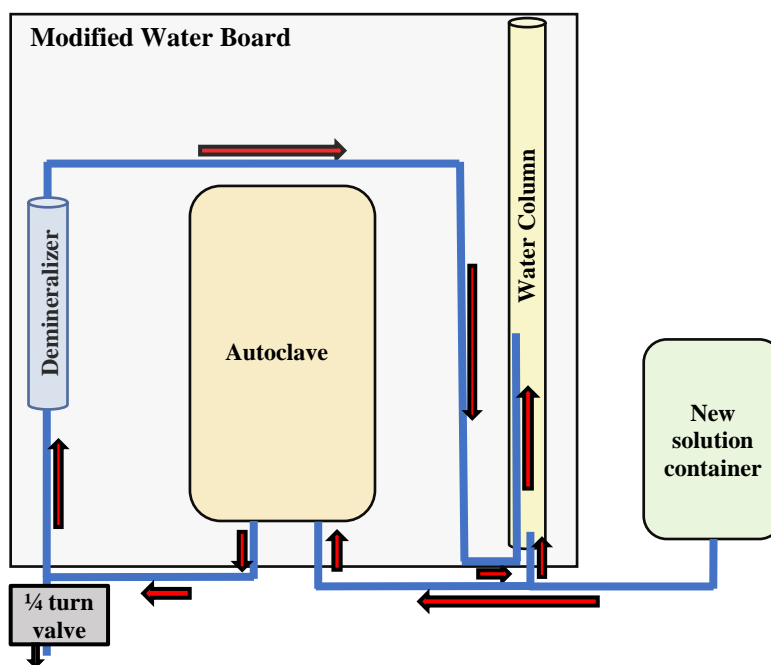 Modified Water Board
Demineralizer
Autoclave
Water Column
New
solution
container
¼ turn
valve